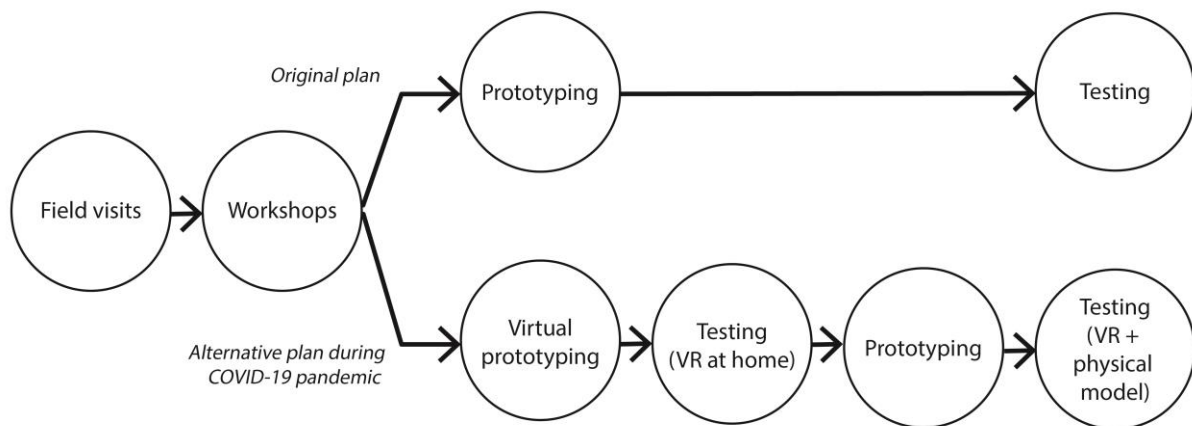 Original plan
Prototyping
Testing
Field visits
Workshops
Alternative plan during
COVID-19 pandemic
Virtual
prototyping
Testing
(VR at home)
Prototyping
Testing
(VR +
physical
model)